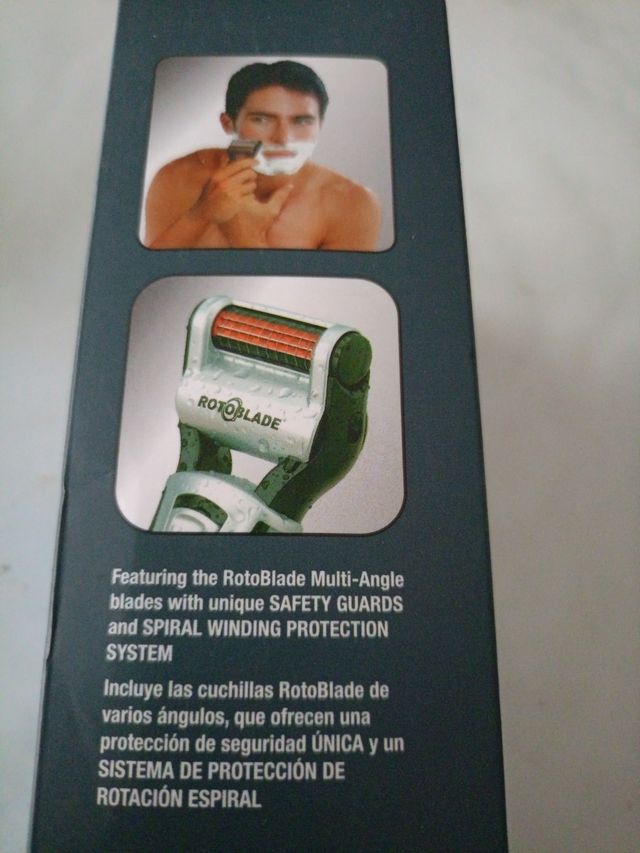 ROTOBLADE
Featuring the RotoBlade Multi-Angle
blades with unique SAFETY GUARDS
and SPIRAL WINDING PROTECTION
SYSTEM
Incluye las cuchillas RotoBlade de
varios ángulos, que ofrecen una
protección de seguridad ÚNICA y un
SISTEMA DE PROTECCIÓN DE
ROTACIÓN ESPIRAL